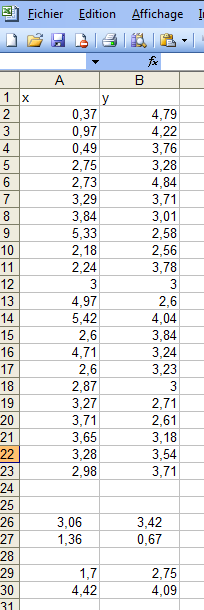 Fichier Edition Affichage
fx
A B
1 x y
2 0,37 4,79
3 0,97 4,22
4 0,49 3,76
5 2,75 3,28
6 2,73 4,84
7 3,29 3,71
8 3,84 3,01
9 5,33 2,58
10 2,18 2,56
11 2,24 3,78
12 3 3
13 4,97 2,6
14 5,42 4,04
15 2,6 3,84
16 4,71 3,24
17 2,6 3,23
18 2,87 3
19 3,27 2,71
20 3,71 2,61
21 3,65 3,18
22 3,28 3,54
23 2,98 3,71
24
25
26 3,06 3,42
27 1,36 0,67
28
29 1,7 2,75
30 4,42 4,09